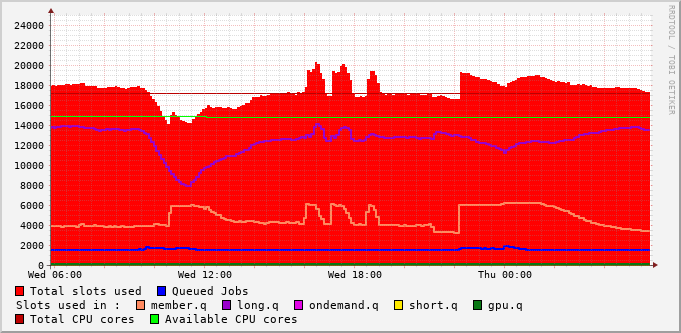 24000
22000
20000
18000
16000
14000
12000
10000
8000
6000
4000
2000
0
Wed 06:00 Wed 12:00 Wed 18:00 Thu 00:00
RRDTOOL / TOBI OETIKER
Total slots used Queued Jobs
Slots used in : member.q long.q ondemand.q short.q gpu.q
Total CPU cores Available CPU cores